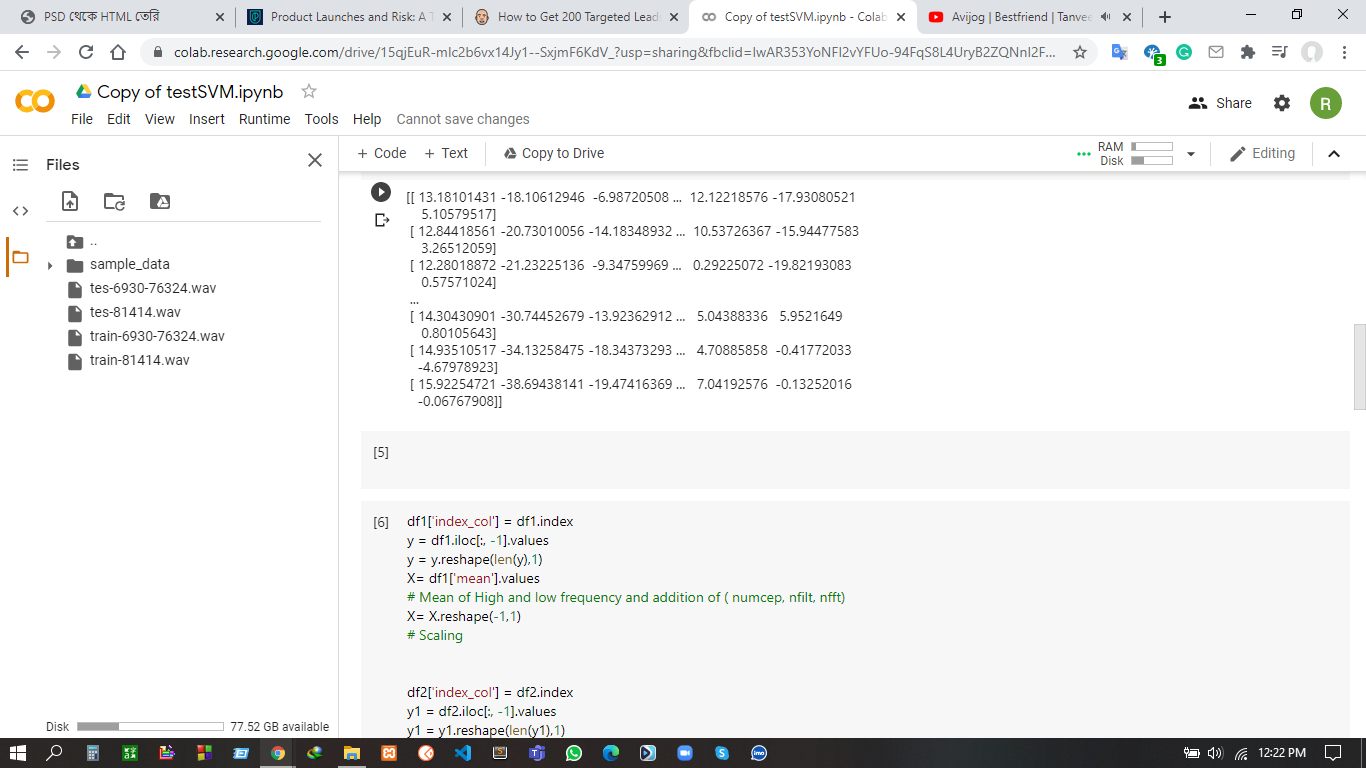 PSD থেকে HTML তৈরি
Product Launches and Risk: A T
How to Get 200 Targeted Lead
Copy of testSVM.ipynb - Colab
Avijog | Bestfriend | Tanvee
colab.research.google.com/drive/15qjEuR-mIc2b6vx14Jy1--SxjmF6KdV_?usp=sharing&fbclid=IwAR353YoNFl2vYFUo-94FqS8L4UryB2ZQNnI2F...
3
Copy of testSVM.ipynb
File Edit View Insert Runtime Tools Help Cannot save changes
Share
R
Files
+ Code + Text Copy to Drive
RAM
Disk
Editing
..
sample_data
tes-6930-76324.wav
tes-81414.wav
train-6930-76324.wav
train-81414.wav
Disk 77.52 GB available
[[ 13.18101431 -18.10612946 -6.98720508 ... 12.12218576 -17.93080521
5.10579517]
[ 12.84418561 -20.73010056 -14.18348932 ... 10.53726367 -15.94477583
3.26512059]
[ 12.28018872 -21.23225136 -9.34759969 ... 0.29225072 -19.82193083
0.57571024]
...
[ 14.30430901 -30.74452679 -13.92362912 ... 5.04388336 5.9521649
0.80105643]
[ 14.93510517 -34.13258475 -18.34373293 ... 4.70885858 -0.41772033
-4.67978923]
[ 15.92254721 -38.69438141 -19.47416369 ... 7.04192576 -0.13252016
-0.06767908]]
[5]
[6]
df1['index_col'] = df1.index
y = df1.iloc[:, -1].values
y = y.reshape(len(y),1)
X= df1['mean'].values
# Mean of High and low frequency and addition of ( numcep, nfilt, nfft)
X= X.reshape(-1,1)
# Scaling
df2['index_col'] = df2.index
y1 = df2.iloc[:, -1].values
y1 = y1.reshape(len(y1),1)
12:22 PM